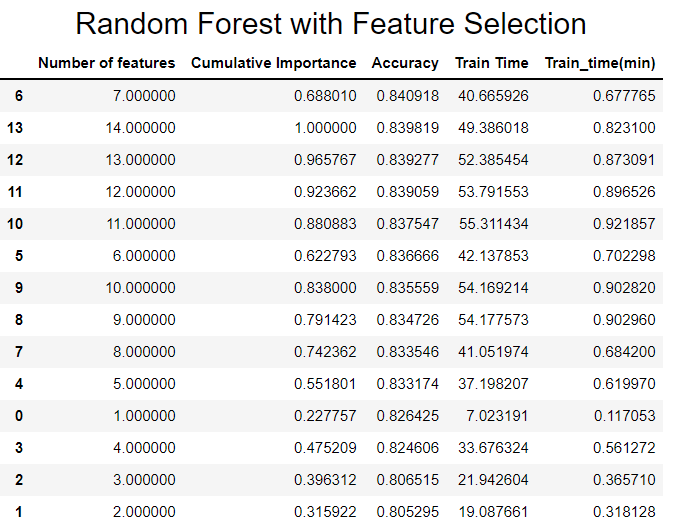 Random Forest with Feature Selection
Number of features Cumulative Importance Accuracy Train Time Train_time(min)
6 7.000000 0.688010 0.840918 40.665926 0.677765
13 14.000000 1.000000 0.839819 49.386018 0.823100
12 13.000000 0.965767 0.839277 52.385454 0.873091
11 12.000000 0.923662 0.839059 53.791553 0.896526
10 11.000000 0.880883 0.837547 55.311434 0.921857
5 6.000000 0.622793 0.836666 42.137853 0.702298
9 10.000000 0.838000 0.835559 54.169214 0.902820
8 9.000000 0.791423 0.834726 54.177573 0.902960
7 8.000000 0.742362 0.833546 41.051974 0.684200
4 5.000000 0.551801 0.833174 37.198207 0.619970
0 1.000000 0.227757 0.826425 7.023191 0.117053
3 4.000000 0.475209 0.824606 33.676324 0.561272
2 3.000000 0.396312 0.806515 21.942604 0.365710
1 2.000000 0.315922 0.805295 19.087661 0.318128